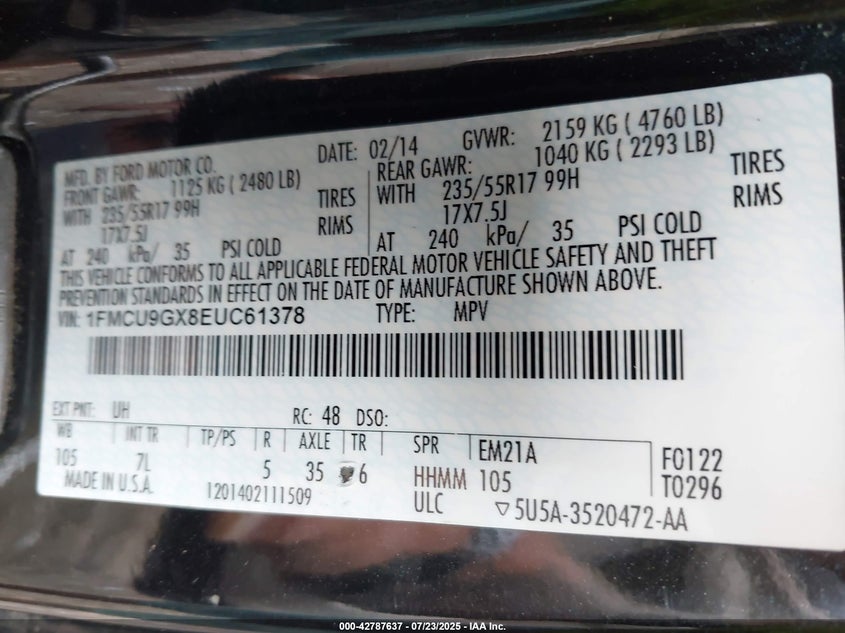 MFD. BY FORD MOTOR CO. DATE: 02/14 GVWR: 2159 KG ( 4760 LB)
FRONT GAWR: 1125 KG ( 2480 LB) REAR GAWR: 1040 KG ( 2293 LB)
WITH 235/55R17 99H TIRES WITH 235/55R17 99H TIRES
17X7.5J RIMS 17X7.5J RIMS
AT 240 kPa/ 35 PSI COLD AT 240 kPa/ 35 PSI COLD
THIS VEHICLE CONFORMS TO ALL APPLICABLE FEDERAL MOTOR VEHICLE SAFETY AND THEFT
PREVENTION STANDARDS IN EFFECT ON THE DATE OF MANUFACTURE SHOWN ABOVE.
VIN: 1FMCU9GX8EUC61378 TYPE: MPV
EXT PNT: UH RC: 48 DSO:
WB INT TR TP/PS R AXLE TR SPR EM21A F0122
105 7L 5 35 6 HHMM 105 T0296
MADE IN U.S.A. 1201402111509 ULC ▽5U5A-3520472-AA
000-42787637 - 07/23/2025 - IAA Inc.